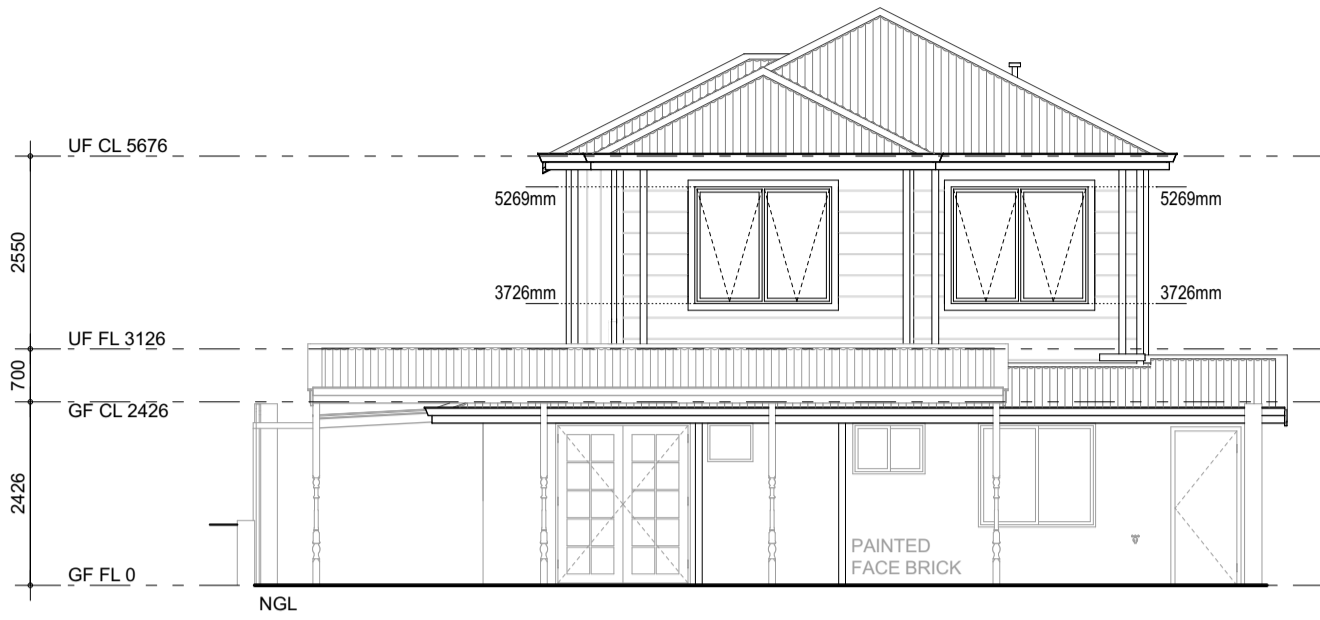 UF CL 5676
5269mm
5269mm
2550
3726mm
3726mm
UF FL 3126
700
GF CL 2426
2426
PAINTED
FACE BRICK
GF FL 0
NGL